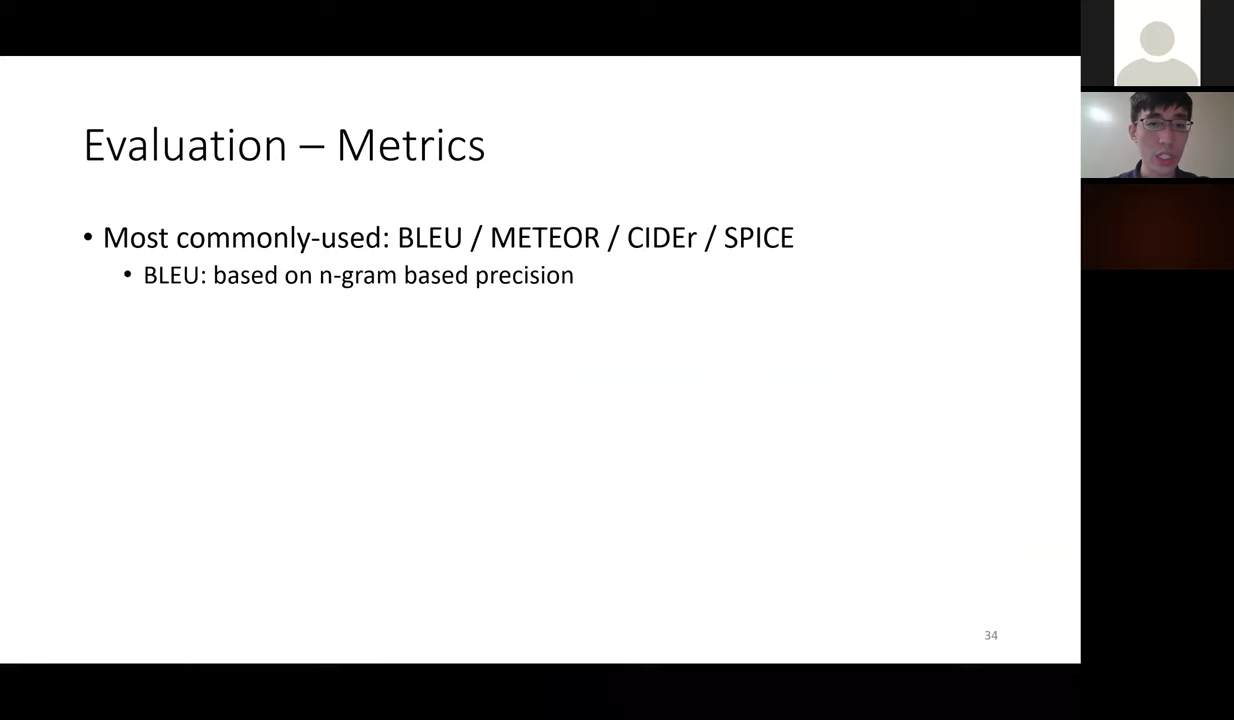 Evaluation – Metrics
• Most commonly-used: BLEU / METEOR / CIDEr / SPICE
• BLEU: based on n-gram based precision
34